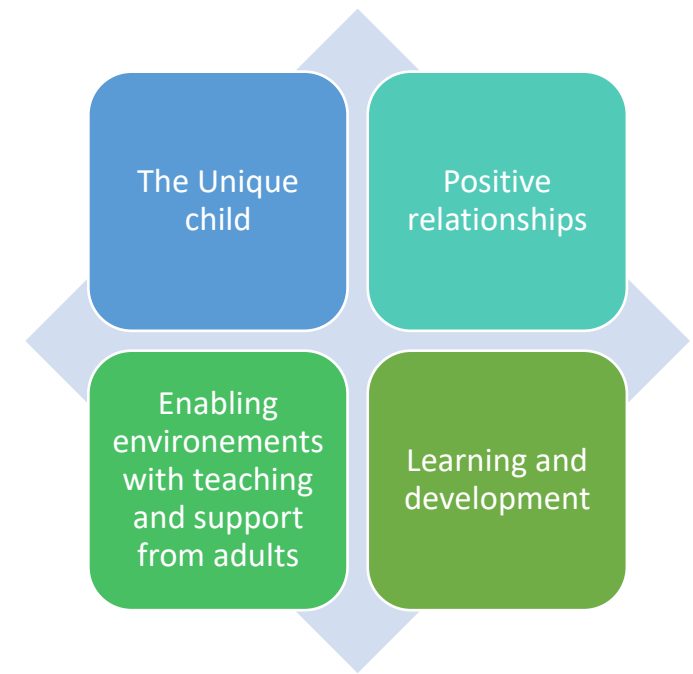 The Unique
child
Positive
relationships
Enabling
environements
with teaching
and support
from adults
Learning and
development